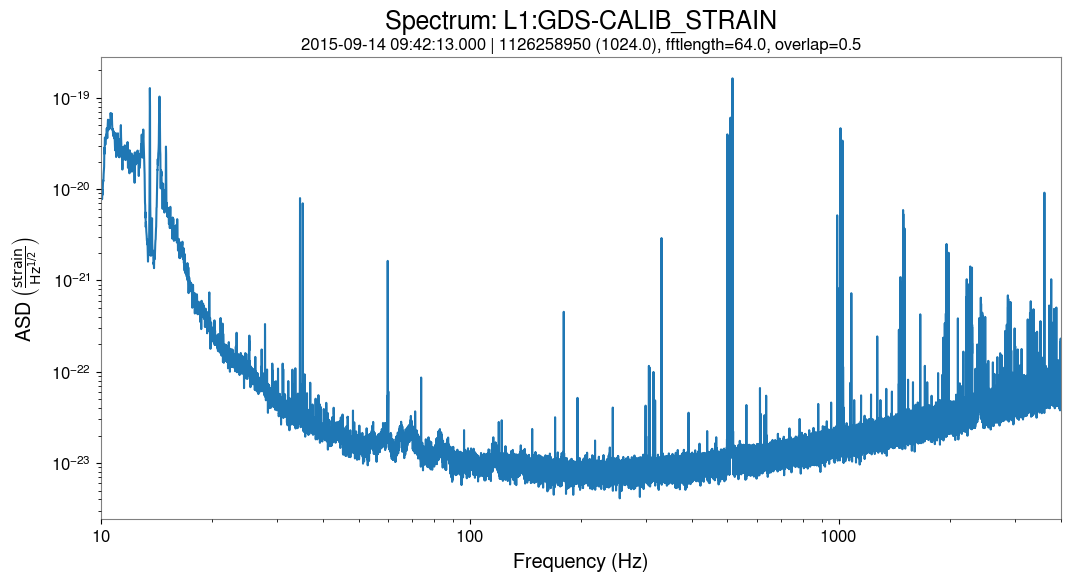 Spectrum: L1:GDS-CALIB_STRAIN
2015-09-14 09:42:13.000 | 1126258950 (1024.0), fftlength=64.0, overlap=0.5
ASD (strain/Hz^{1/2})
10^{-19}
10^{-20}
10^{-21}
10^{-22}
10^{-23}
10 100 1000
Frequency (Hz)